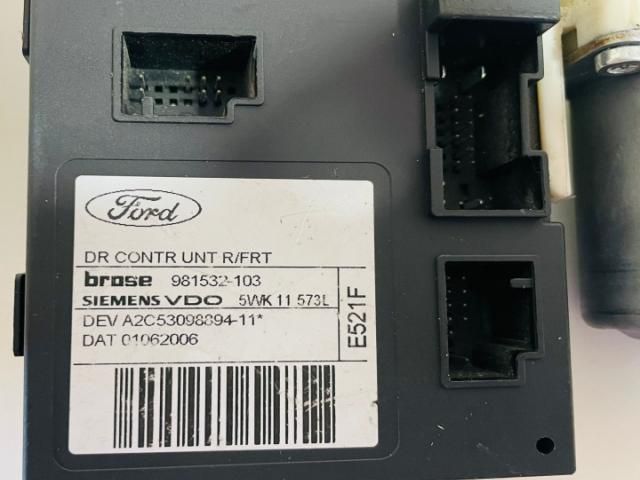 Ford
DR CONTR UNT R/FRT
brose 981532-103
SIEMENS VDO 5WK 11 573L
DEV A2C53098894-11*
DAT 01062006
E521F